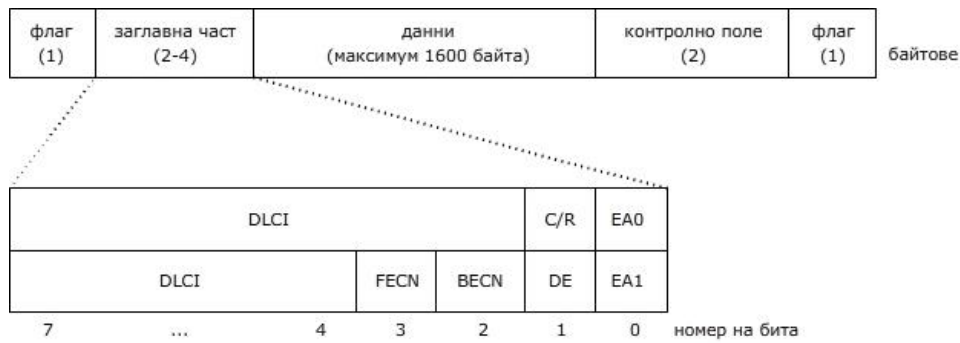 флаг заглавна част данни контролно поле флаг
(1) (2-4) (максимум 1600 байта) (2) (1) байтове
DLCI C/R EA0
DLCI FECN BECN DE EA1
7 ... 4 3 2 1 0 номер на бита